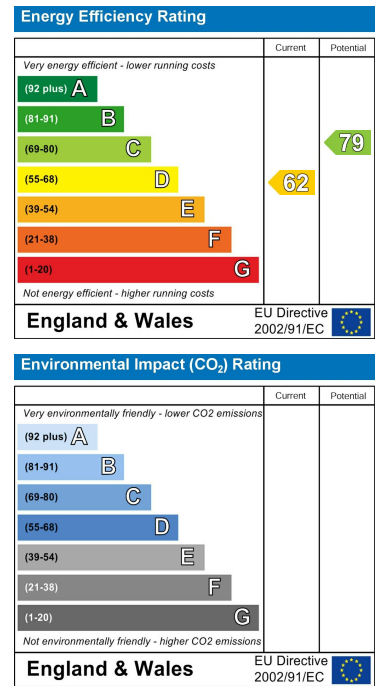 Energy Efficiency Rating
Current Potential
Very energy efficient - lower running costs
(92 plus) A
(81-91) B
(69-80) C
79
(55-68) D
62
(39-54) E
(21-38) F
(1-20) G
Not energy efficient - higher running costs
England & Wales
EU Directive
2002/91/EC
Environmental Impact (CO₂) Rating
Current Potential
Very environmentally friendly - lower CO2 emissions
(92 plus) A
(81-91) B
(69-80) C
(55-68) D
(39-54) E
(21-38) F
(1-20) G
Not environmentally friendly - higher CO2 emissions
England & Wales
EU Directive
2002/91/EC